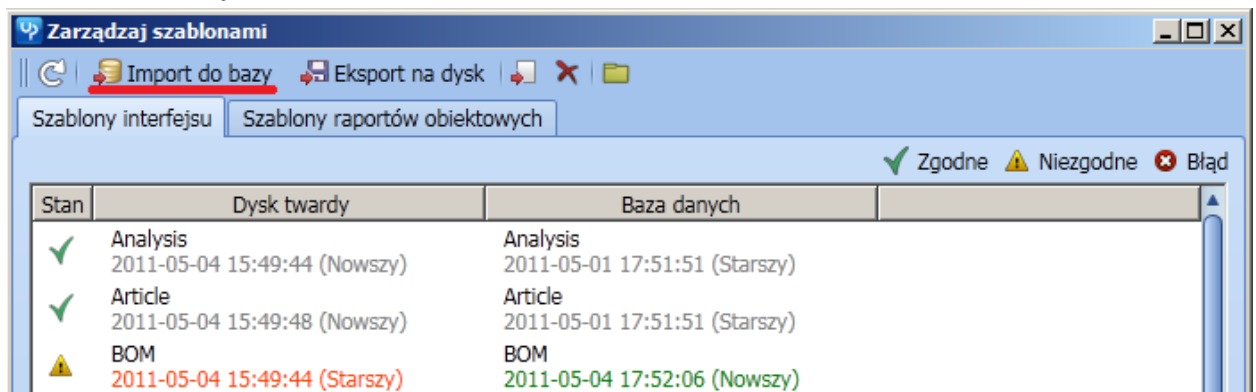 Zarządzaj szablonami
Import do bazy Eksport na dysk
Szablony interfejsu Szablony raportów obiektowych
Zgodne Niezgodne Błąd
Stan Dysk twardy Baza danych
Analysis Analysis
2011-05-04 15:49:44 (Nowszy) 2011-05-01 17:51:51 (Starszy)
Article Article
2011-05-04 15:49:48 (Nowszy) 2011-05-01 17:51:51 (Starszy)
BOM BOM
2011-05-04 15:49:44 (Starszy) 2011-05-04 17:52:06 (Nowszy)